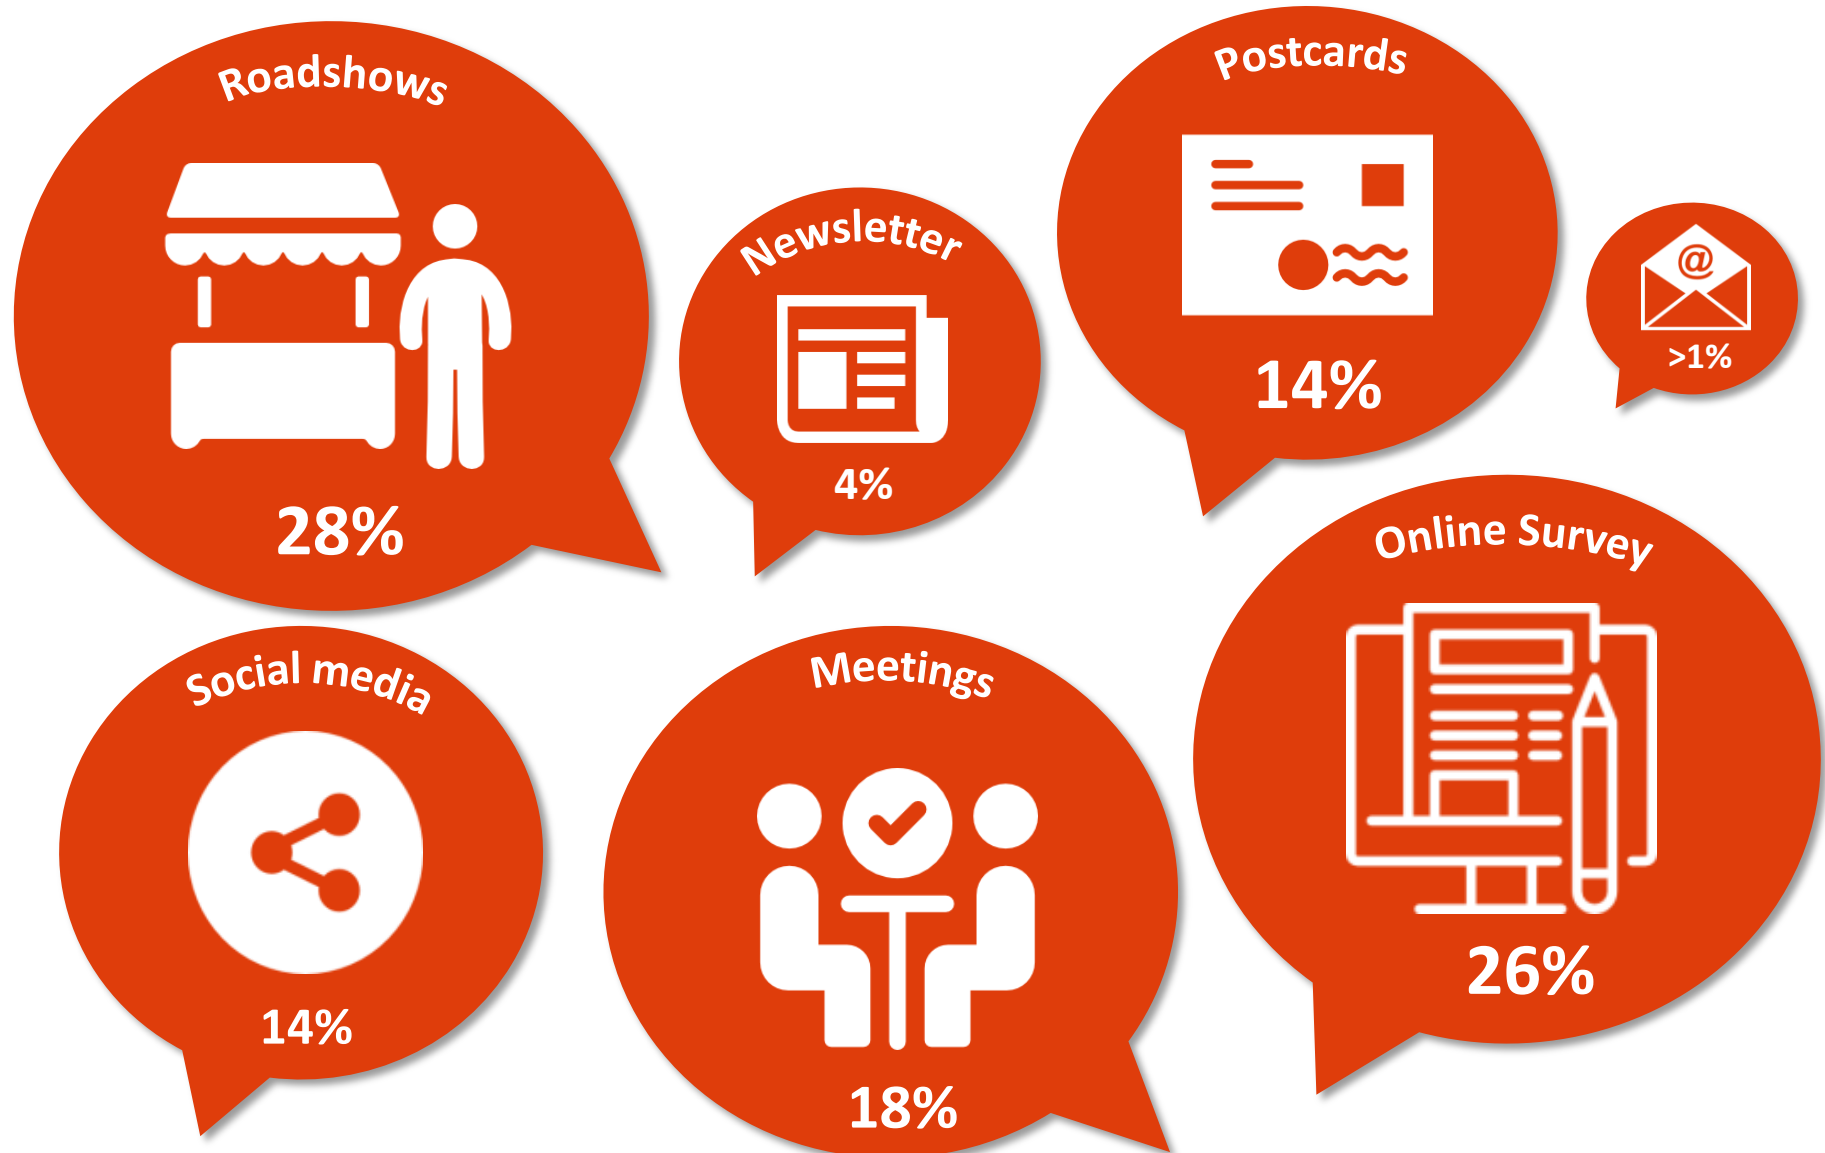 Roadshows
28%
Newsletter
4%
Postcards
14%
@
>1%
Social media
14%
Meetings
18%
Online Survey
26%